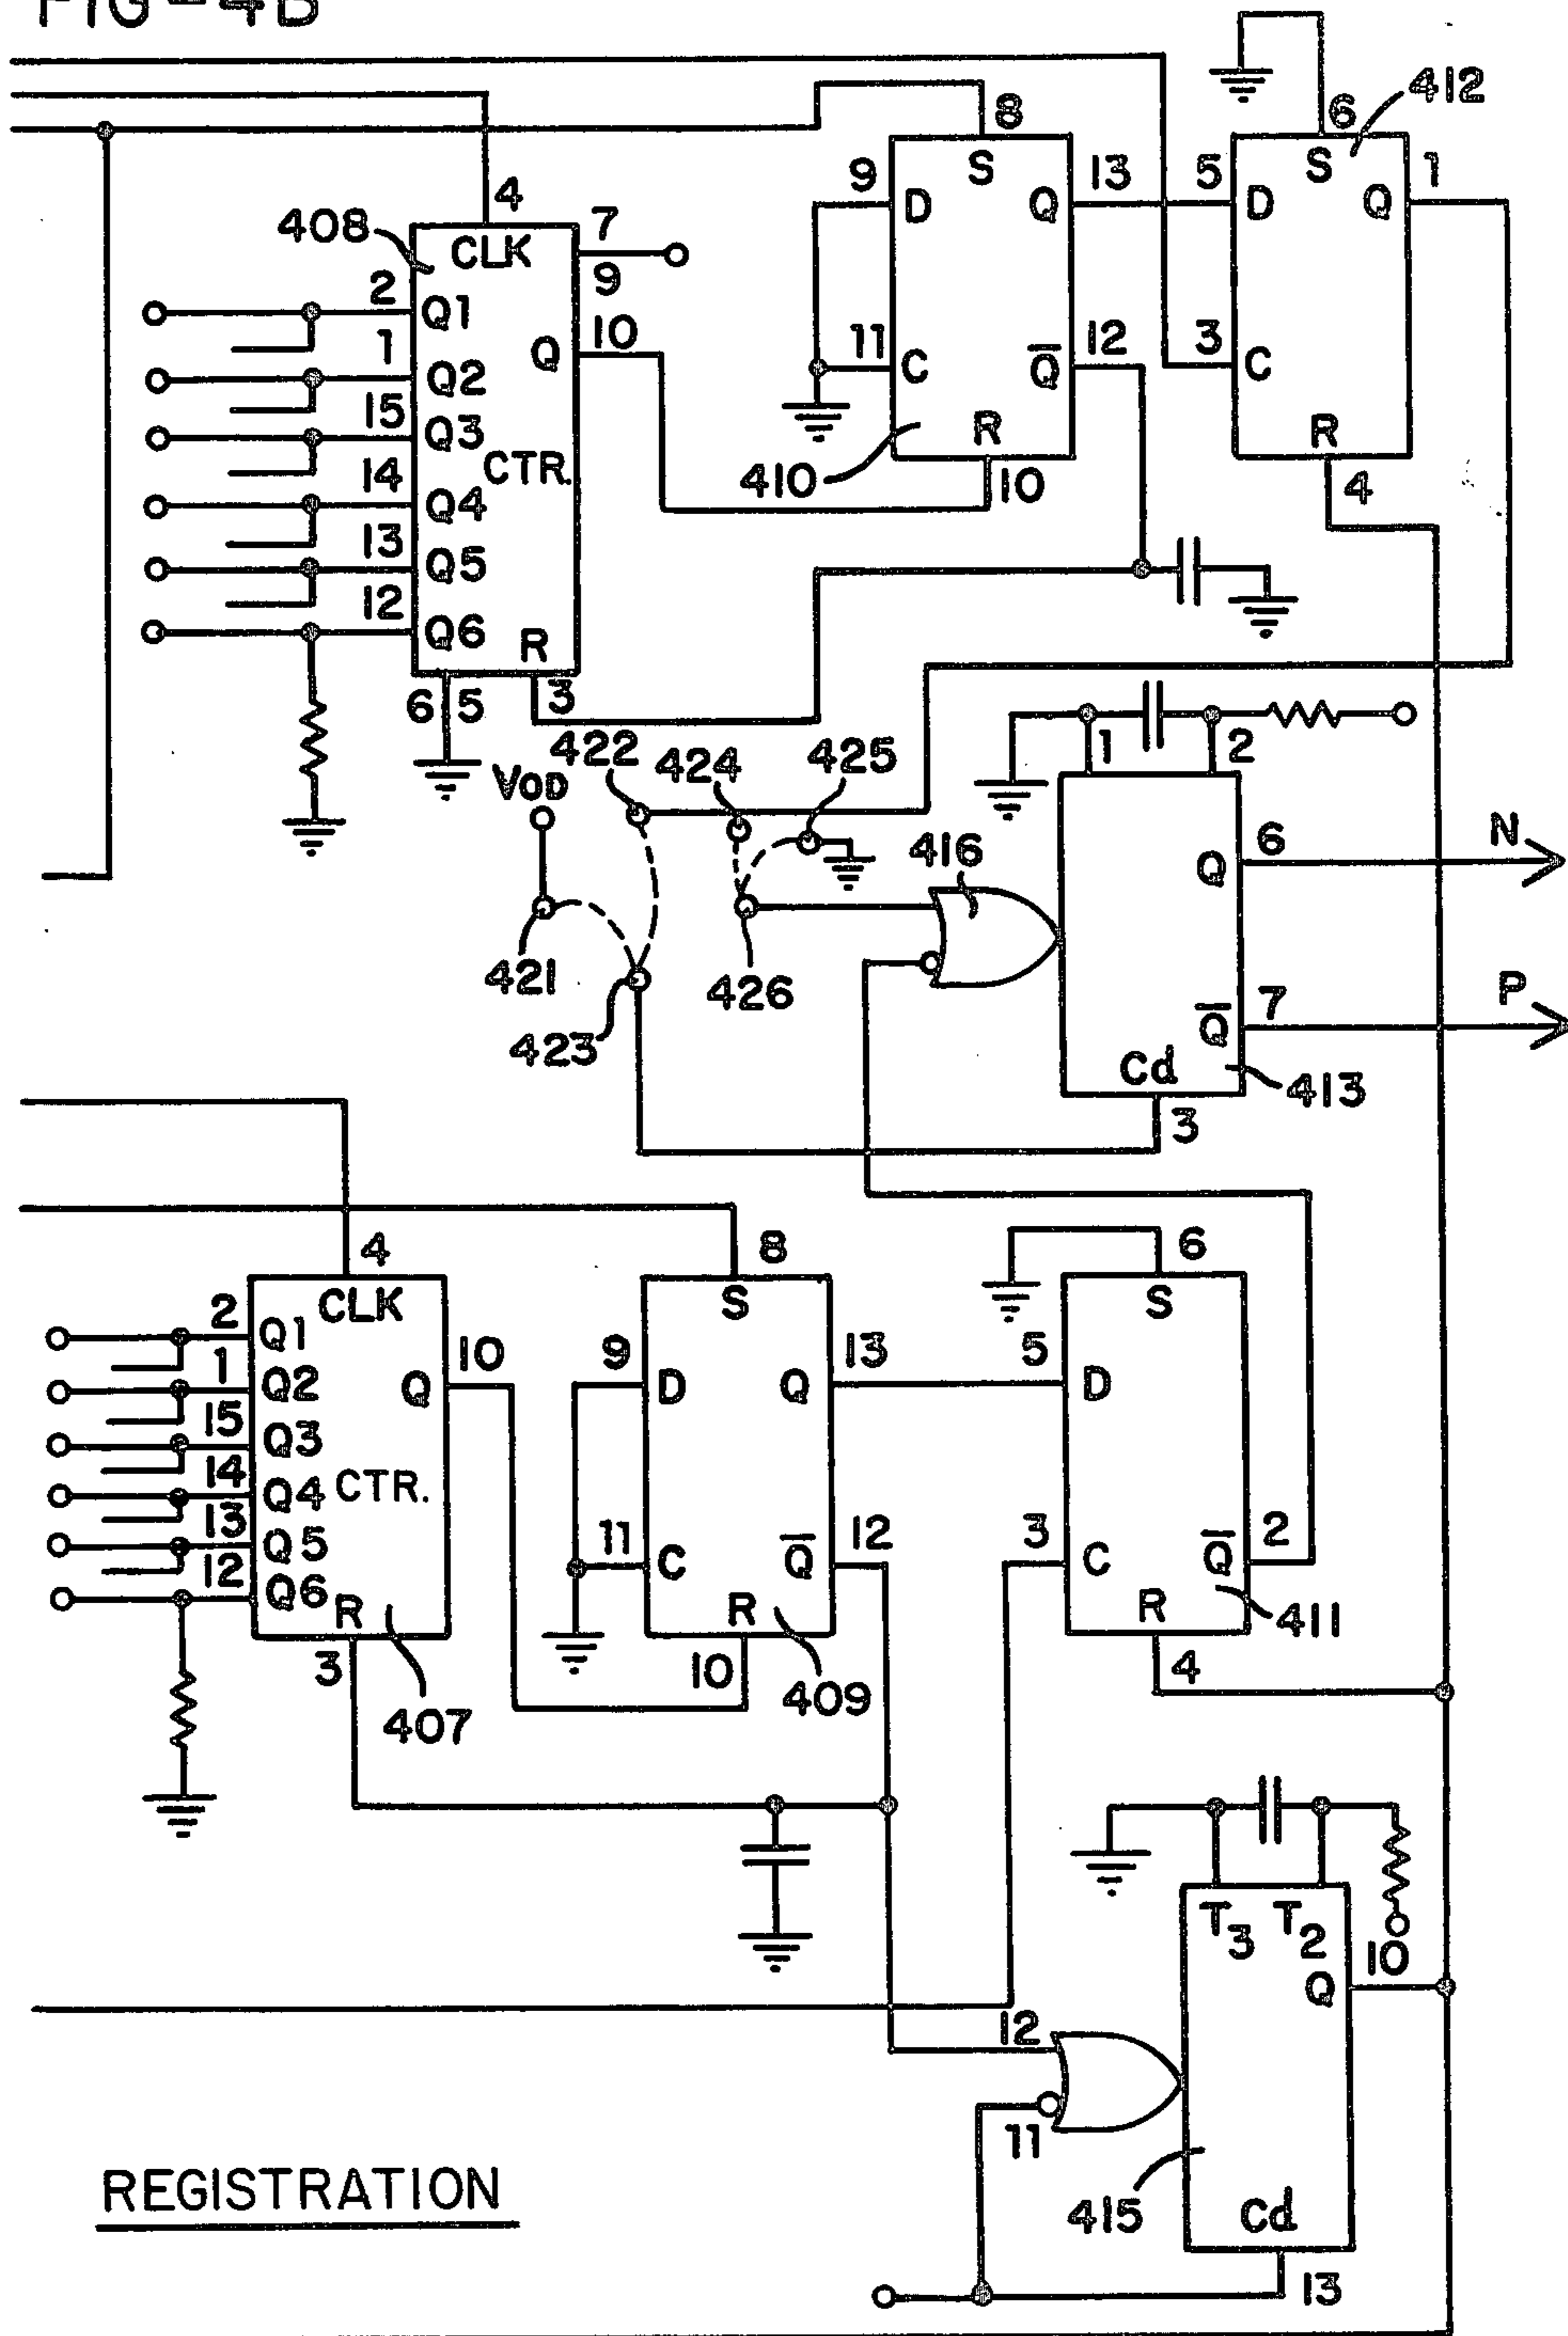 FIG-4B
6
412
8
S
S
9
D
Q
13
5
D
Q
1
4
408
CLK
7
9
2
Q1
Q
10
11
C
Q̅
12
3
C
1
Q2
15
Q3
CTR.
R
R
410
10
4
14
Q4
13
Q5
12
Q6
R
6
5
3
1
2
VOD
422
424
425
416
Q
6
N
421
423
426
Q̅
7
P
Cd
413
3
4
CLK
8
S
6
S
2
Q1
1
Q2
Q
10
9
D
Q
13
5
D
15
Q3
14
Q4
CTR.
13
Q5
11
C
Q̅
12
3
C
Q̅
2
12
Q6
R
R
R
411
3
407
10
409
4
T3
T2
10
Q
12
11
415
Cd
13
REGISTRATION